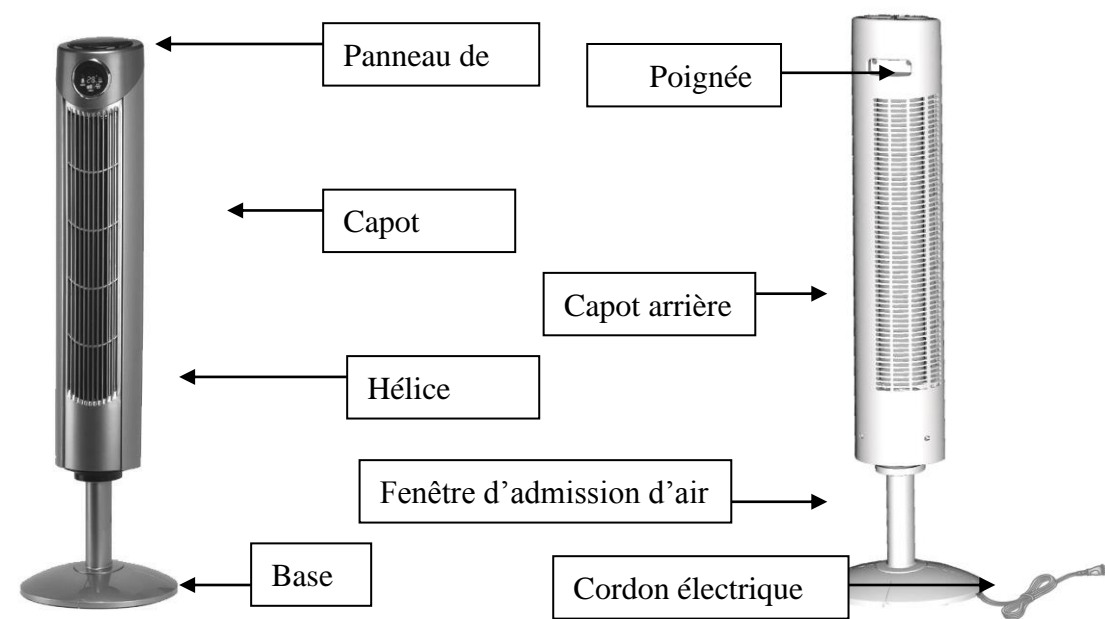 Panneau de
Poignée
Capot
Capot arrière
Hélice
Fenêtre d’admission d’air
Base
Cordon électrique